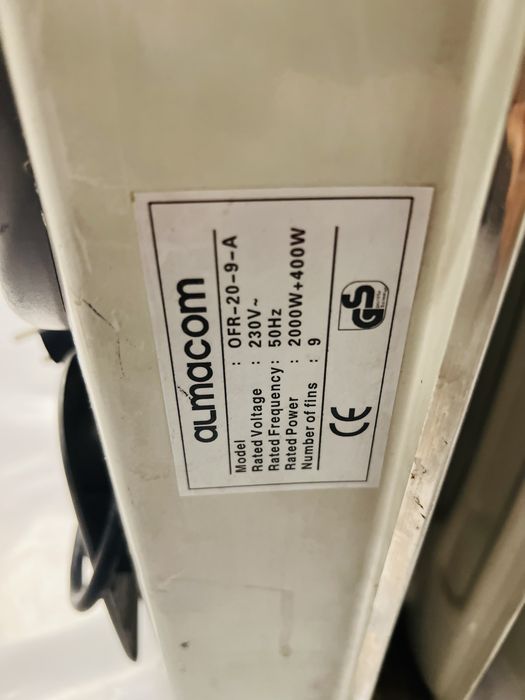 almacom
Model : OFR-20-9-A
Rated Voltage : 230V~
Rated Frequency : 50Hz
Rated Power : 2000W+400W
Number of fins : 9
CE
GS